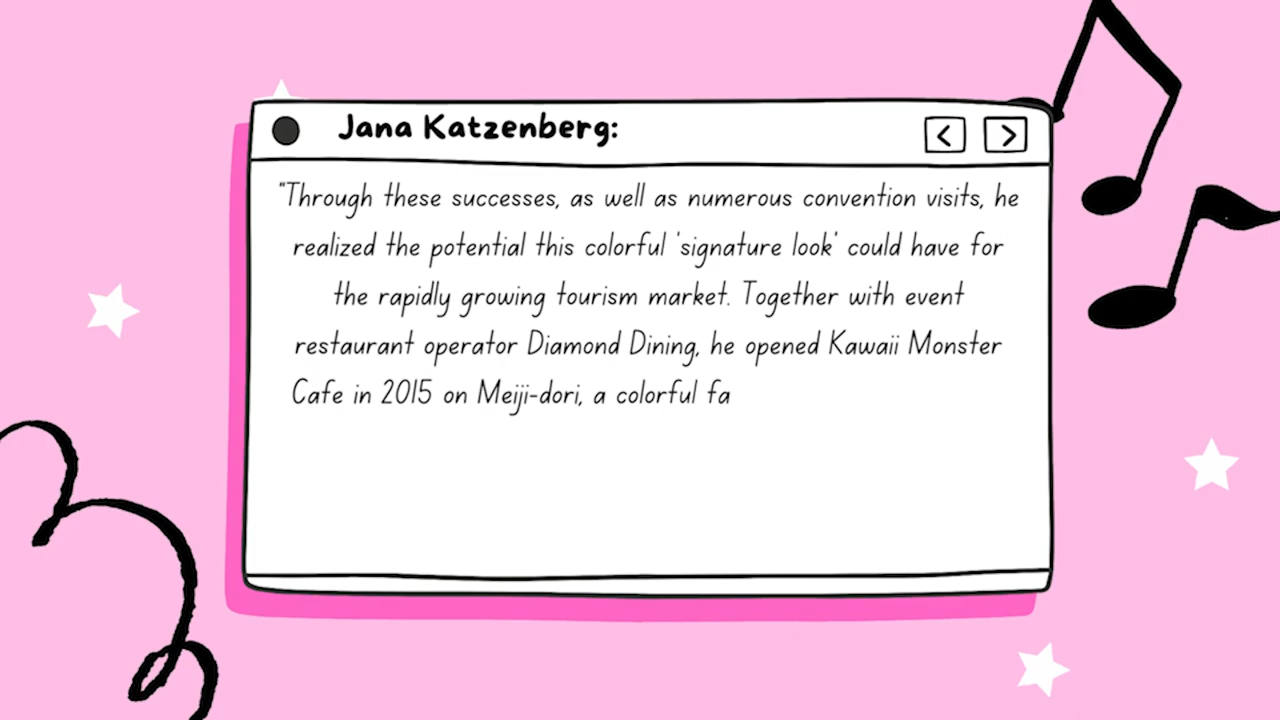 Jana Katzenberg:
"Through these successes, as well as numerous convention visits, he
realized the potential this colorful 'signature look' could have for
the rapidly growing tourism market. Together with event
restaurant operator Diamond Dining, he opened Kawaii Monster
Cafe in 2015 on Meiji-dori, a colorful fa